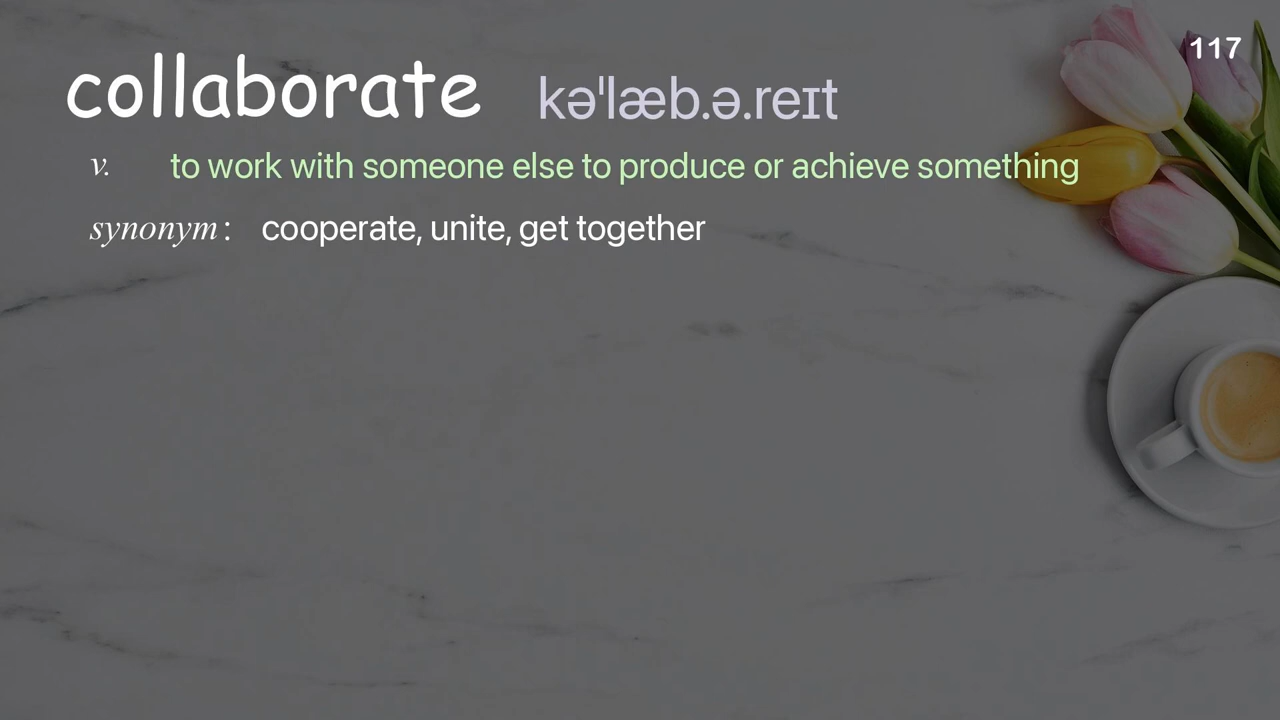 117
collaborate kəˈlæb.ə.reɪt
v. to work with someone else to produce or achieve something
synonym: cooperate, unite, get together